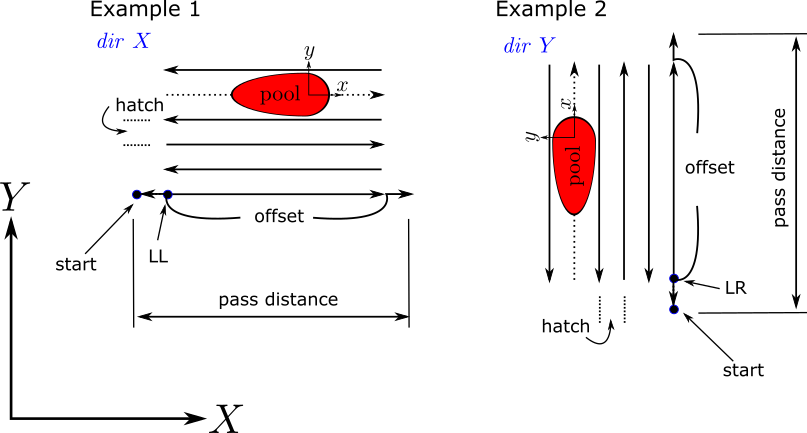 Example 1
dir X
y
x
pool
hatch
offset
LL
start
pass distance
Y
X
Example 2
dir Y
x
y
pool
offset
pass distance
LR
hatch
start